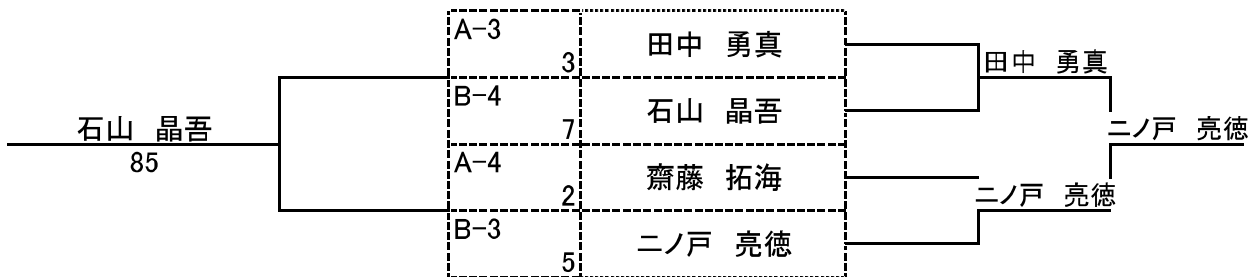 A-3
3
田中　勇真
田中　勇真
B-4
7
石山　晶吾
石山　晶吾
85
二ノ戸　亮徳
A-4
2
齋藤　拓海
二ノ戸　亮徳
B-3
5
二ノ戸　亮徳